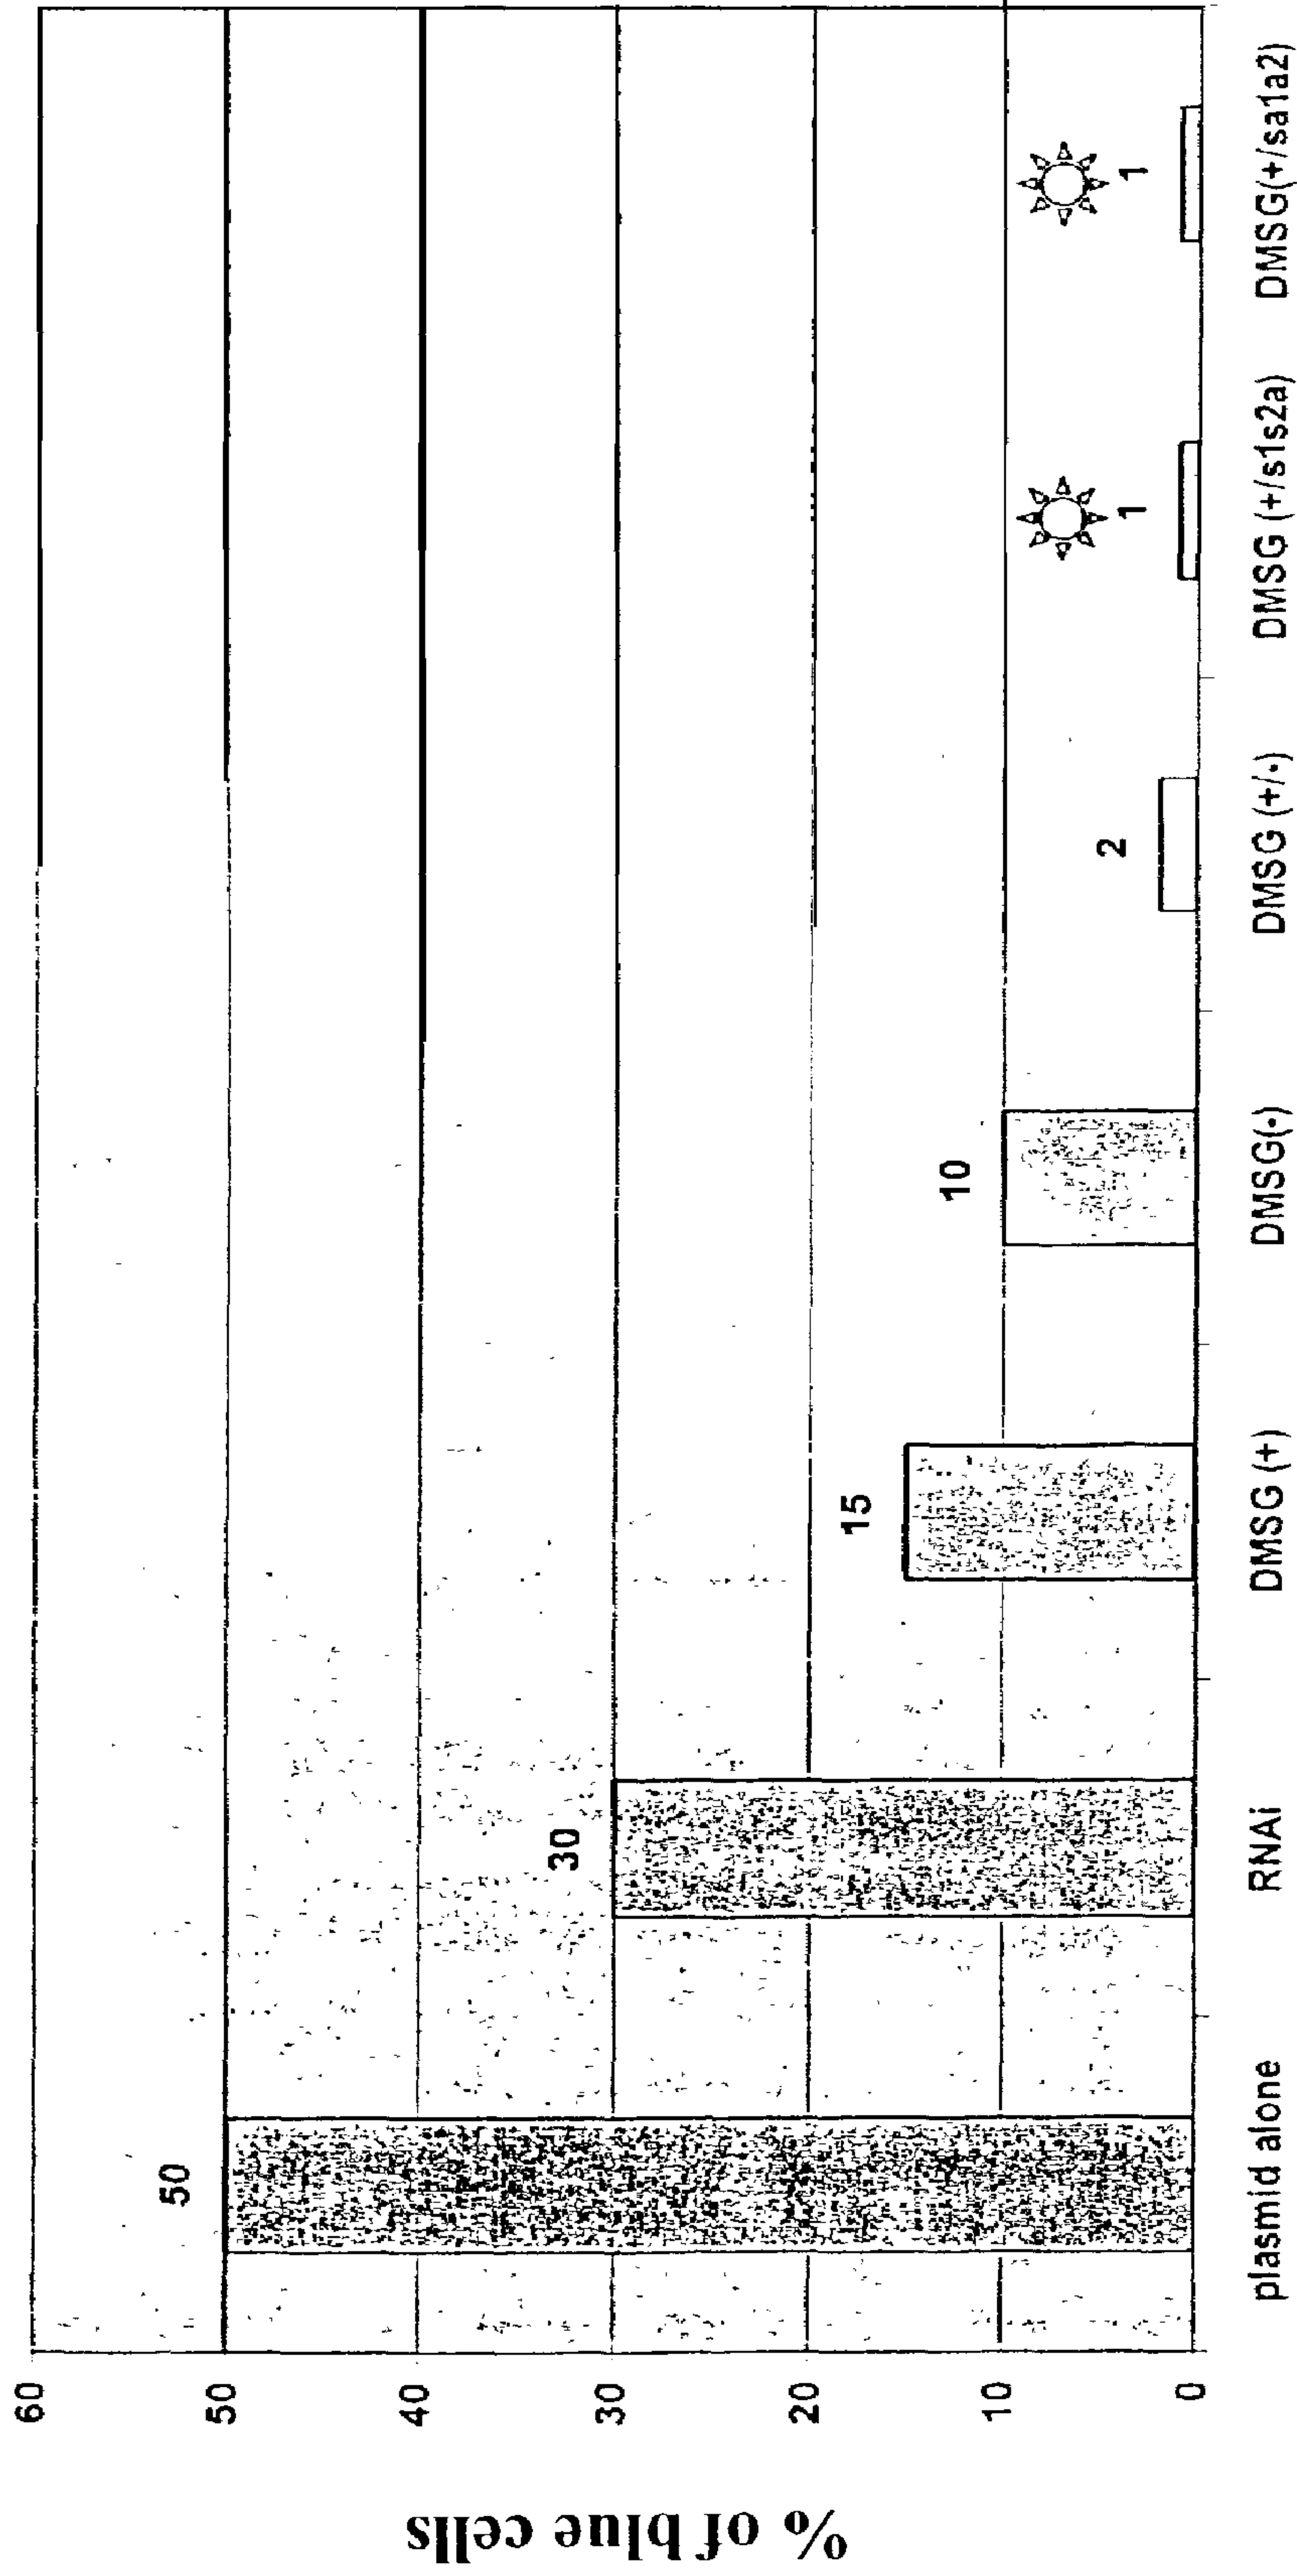 % of blue cells
60
50
40
30
20
10
0
50
30
15
10
2
1
1
plasmid alone
RNAi
DMSG (+)
DMSG(-)
DMSG (+/-)
DMSG (+/s1s2a)
DMSG(+/sa1a2)